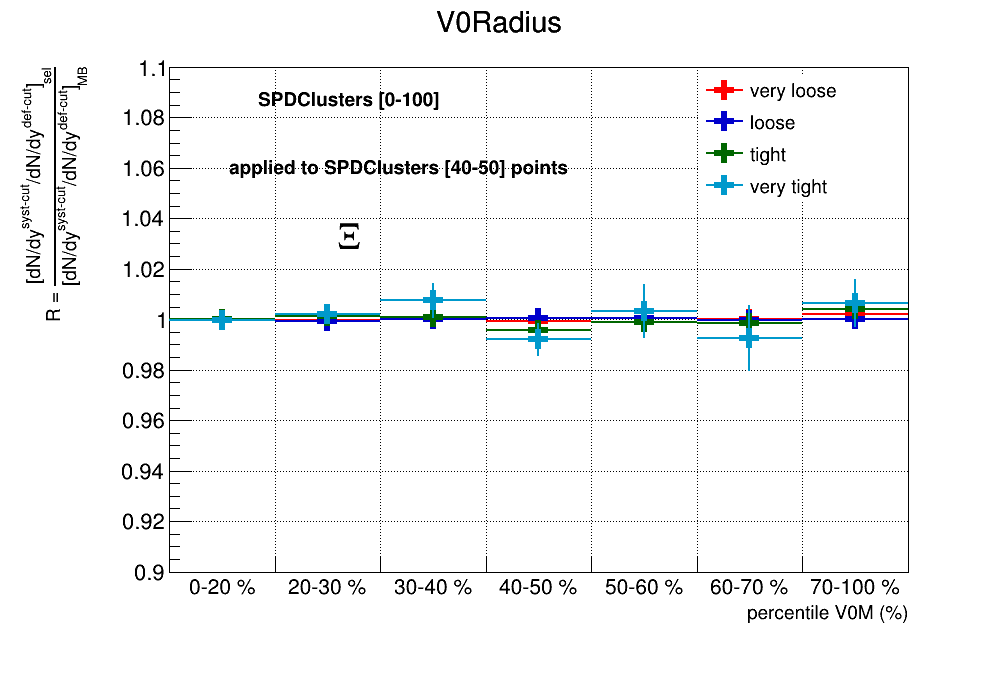 V0Radius
R = [dN/dy^syst-cut/dN/dy^def-cut]_sel
[dN/dy^syst-cut/dN/dy^def-cut]_MB
SPDClusters [0-100]
applied to SPDClusters [40-50] points
Ξ
very loose
loose
tight
very tight
1.1
1.08
1.06
1.04
1.02
1
0.98
0.96
0.94
0.92
0.9
0-20 % 20-30 % 30-40 % 40-50 % 50-60 % 60-70 % 70-100 %
percentile V0M (%)